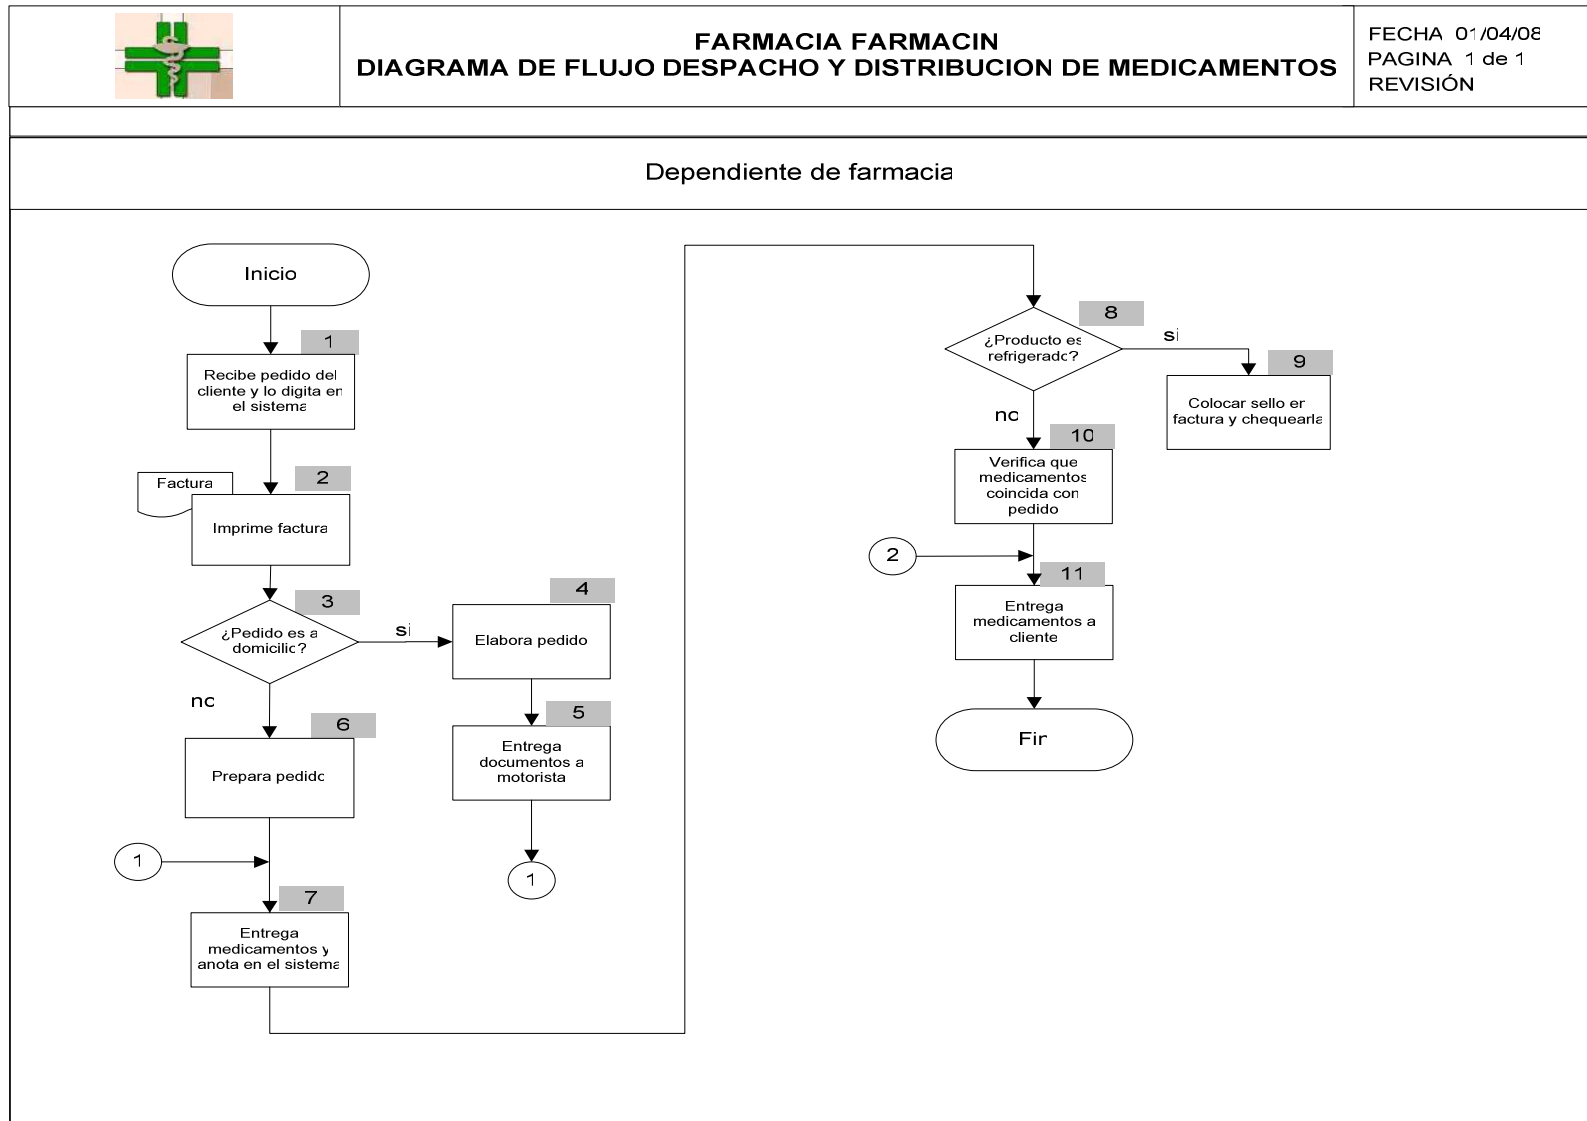 FARMACIA FARMACIN
DIAGRAMA DE FLUJO DESPACHO Y DISTRIBUCION DE MEDICAMENTOS
FECHA 01/04/08
PAGINA 1 de 1
REVISIÓN
Dependiente de farmacia
Inicio
1
Recibe pedido del
cliente y lo digita en
el sistema
Factura
2
Imprime factura
3
¿Pedido es a
domicilio?
si
4
Elabora pedido
no
5
Entrega
documentos a
motorista
1
6
Prepara pedido
1
7
Entrega
medicamentos y
anota en el sistema
8
¿Producto es
refrigerado?
si
9
Colocar sello en
factura y chequearla
no
10
Verifica que
medicamentos
coincida con
pedido
2
11
Entrega
medicamentos a
cliente
Fin